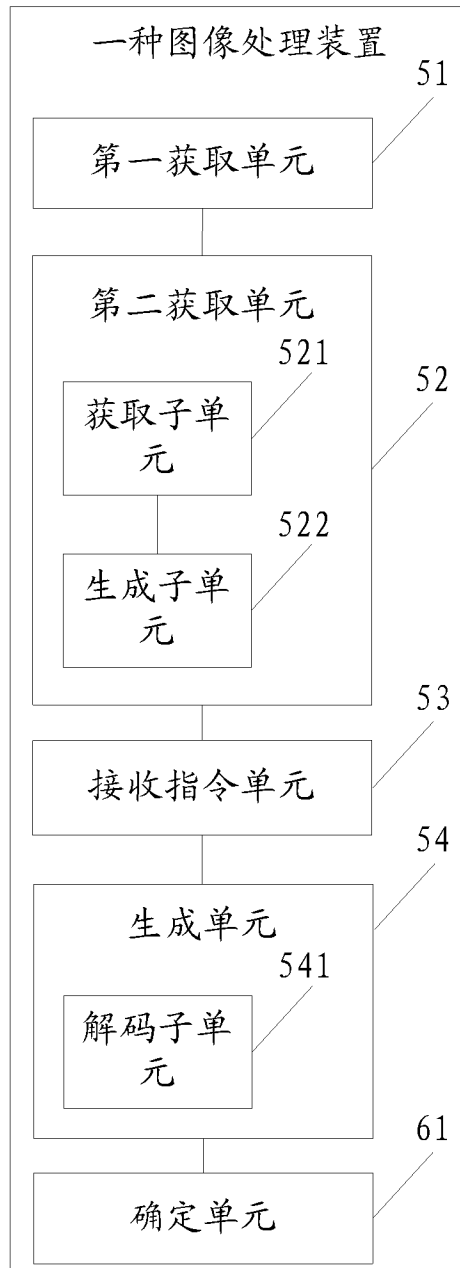 一种图像处理装置
51
第一获取单元
第二获取单元
521
52
获取子单
元
522
生成子单
元
53
接收指令单元
54
生成单元
541
解码子单
元
61
确定单元